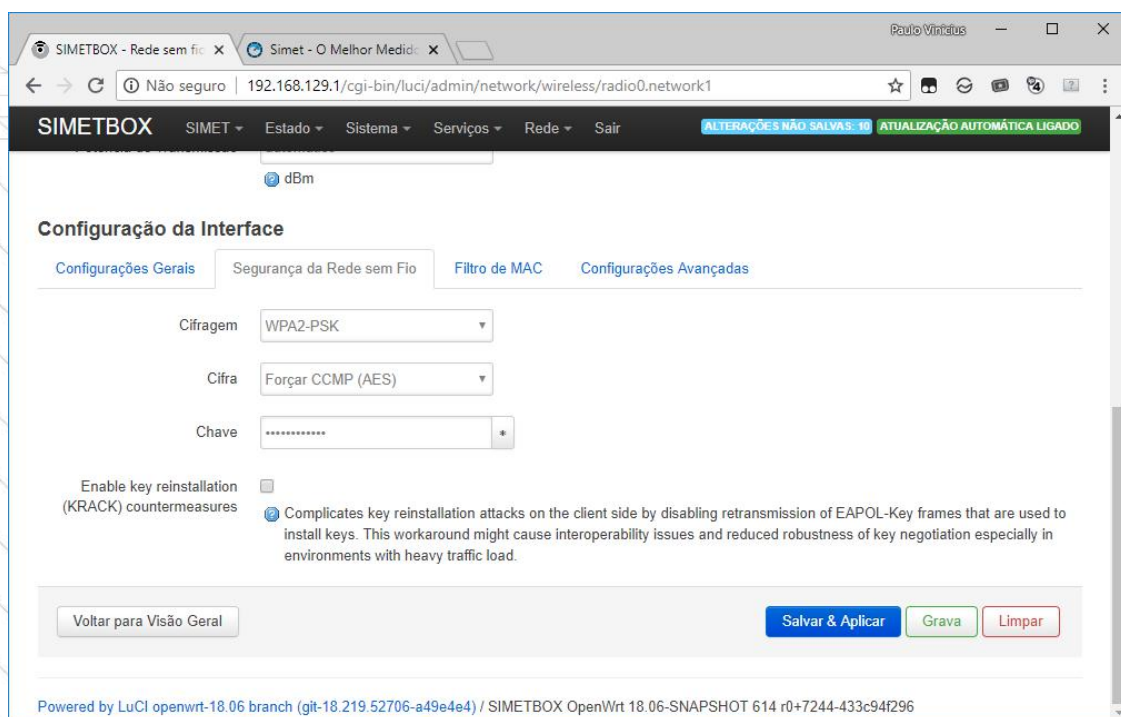 Paulo Vinicius
SIMETBOX - Rede sem fio
Simet - O Melhor Medido
Não seguro | 192.168.129.1/cgi-bin/luci/admin/network/wireless/radio0.network1
SIMETBOX SIMET Estado Sistema Serviços Rede Sair ALTERAÇÕES NÃO SALVAS: 10 ATUALIZAÇÃO AUTOMÁTICA LIGADO
dBm
Configuração da Interface
Configurações Gerais Segurança da Rede sem Fio Filtro de MAC Configurações Avançadas
Cifragem WPA2-PSK
Cifra Forçar CCMP (AES)
Chave ************ *
Enable key reinstallation
(KRACK) countermeasures
Complicates key reinstallation attacks on the client side by disabling retransmission of EAPOL-Key frames that are used to
install keys. This workaround might cause interoperability issues and reduced robustness of key negotiation especially in
environments with heavy traffic load.
Voltar para Visão Geral Salvar & Aplicar Grava Limpar
Powered by LuCI openwrt-18.06 branch (git-18.219.52706-a49e4e4) / SIMETBOX OpenWrt 18.06-SNAPSHOT 614 r0+7244-433c94f296